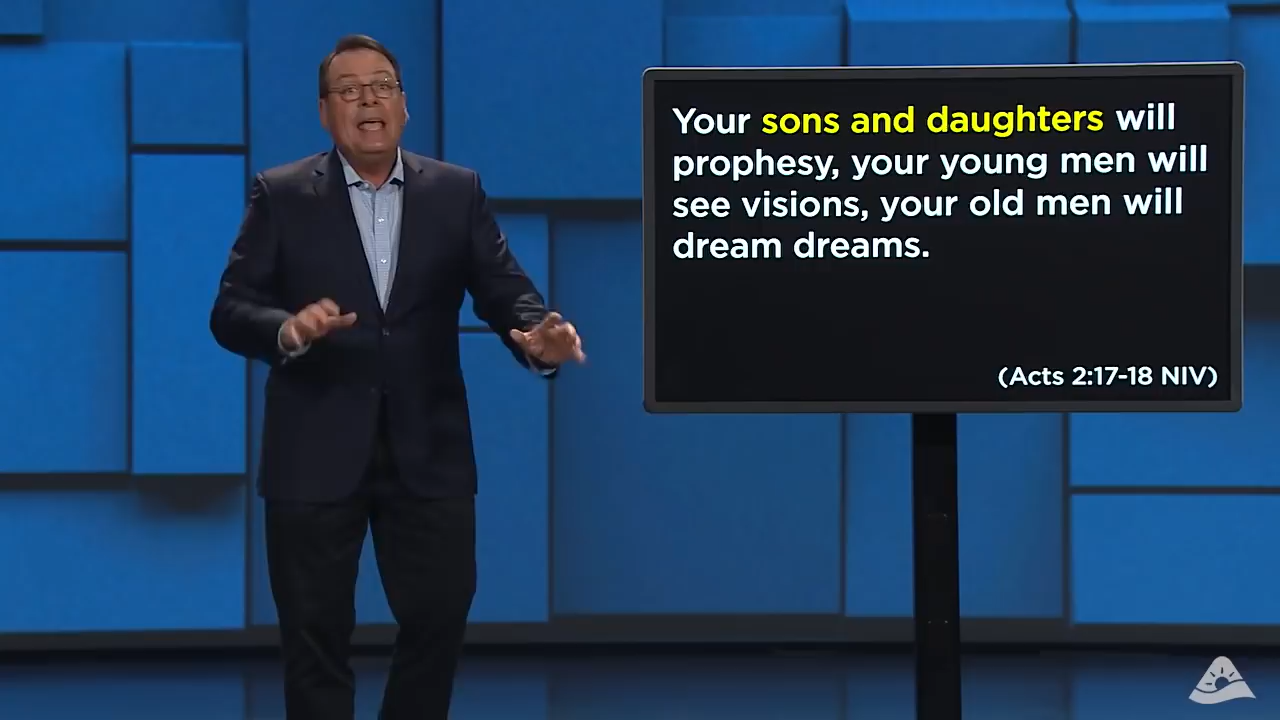 Your sons and daughters will
prophesy, your young men will
see visions, your old men will
dream dreams.
(Acts 2:17-18 NIV)